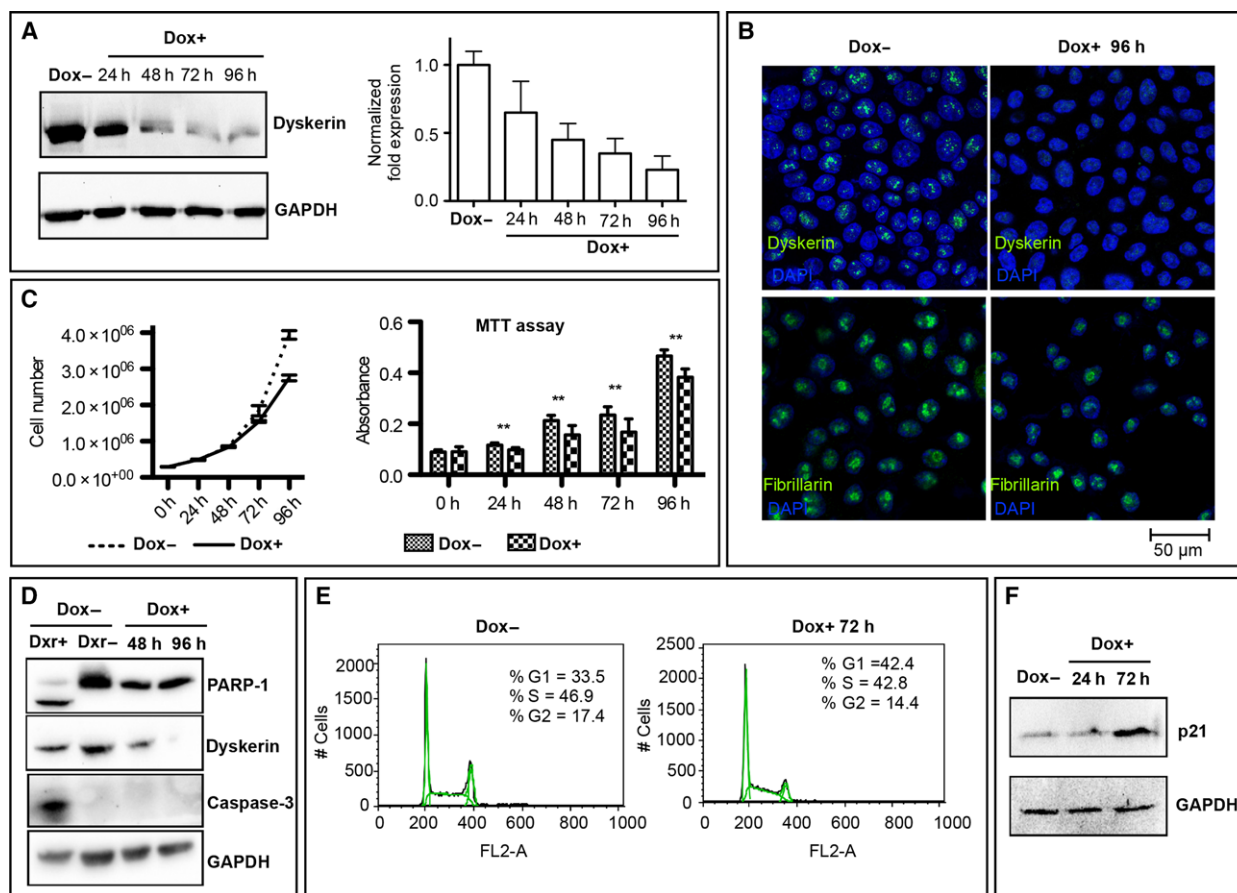 A
Dox+
Dox– 24 h 48 h 72 h 96 h
Dyskerin
GAPDH
Normalized
fold expression
1.0
0.5
0.0
Dox–
24 h
48 h
72 h
96 h
Dox+
B
Dox– Dox+ 96 h
Dyskerin
DAPI
Dyskerin
DAPI
Fibrillarin
DAPI
Fibrillarin
DAPI
50 µm
C
Cell number
4.0 × 10⁰⁶
3.0 × 10⁰⁶
2.0 × 10⁰⁶
1.0 × 10⁰⁶
0.0 × 10⁺⁰⁰
0 h
24 h
48 h
72 h
96 h
Dox– Dox+
MTT assay
Absorbance
0.6
0.4
0.2
0.0
**
**
**
**
0 h 24 h 48 h 72 h 96 h
Dox– Dox+
D
Dox– Dox+
Dxr+ Dxr– 48 h 96 h
PARP-1
Dyskerin
Caspase-3
GAPDH
E
Dox–
# Cells
2000
1500
1000
500
0
% G1 = 33.5
% S = 46.9
% G2 = 17.4
0 200 400 600 800 1000
FL2-A
Dox+ 72 h
# Cells
2500
2000
1500
1000
500
0
% G1 =42.4
% S = 42.8
% G2 = 14.4
0 200 400 600 800 1000
FL2-A
F
Dox+
Dox– 24 h 72 h
p21
GAPDH